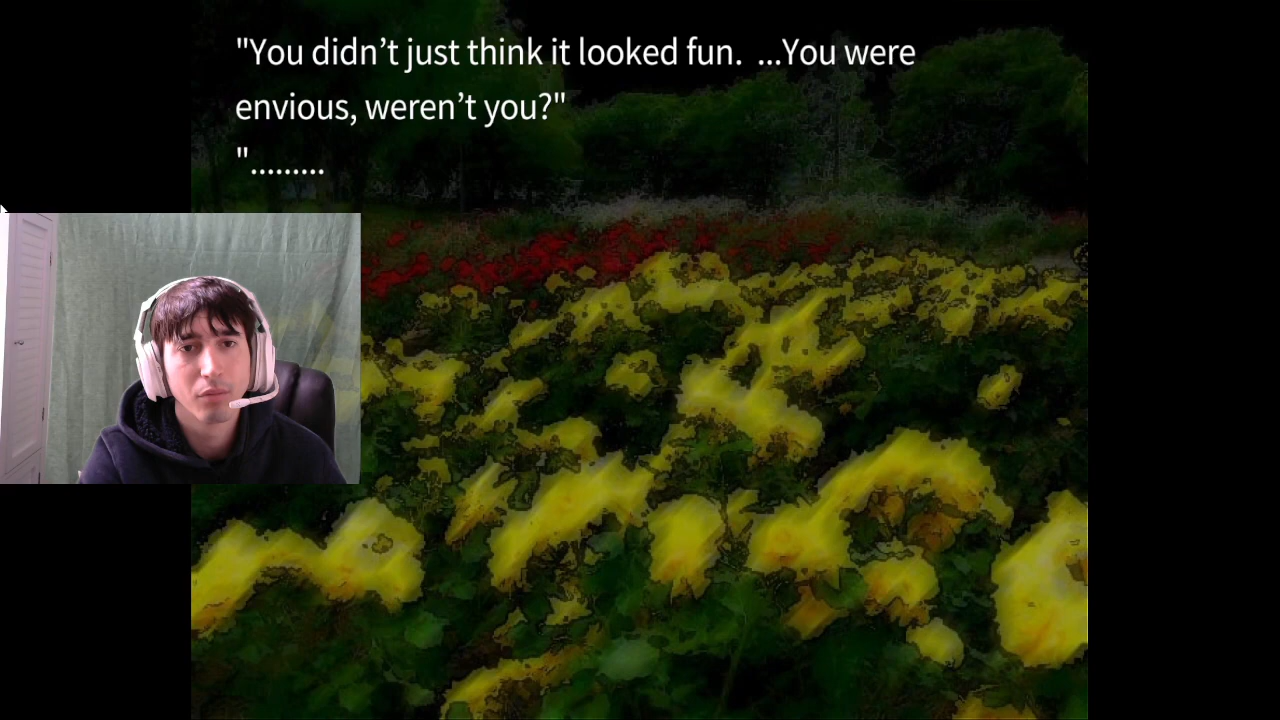 "You didn’t just think it looked fun.  ...You were
envious, weren’t you?"
".........